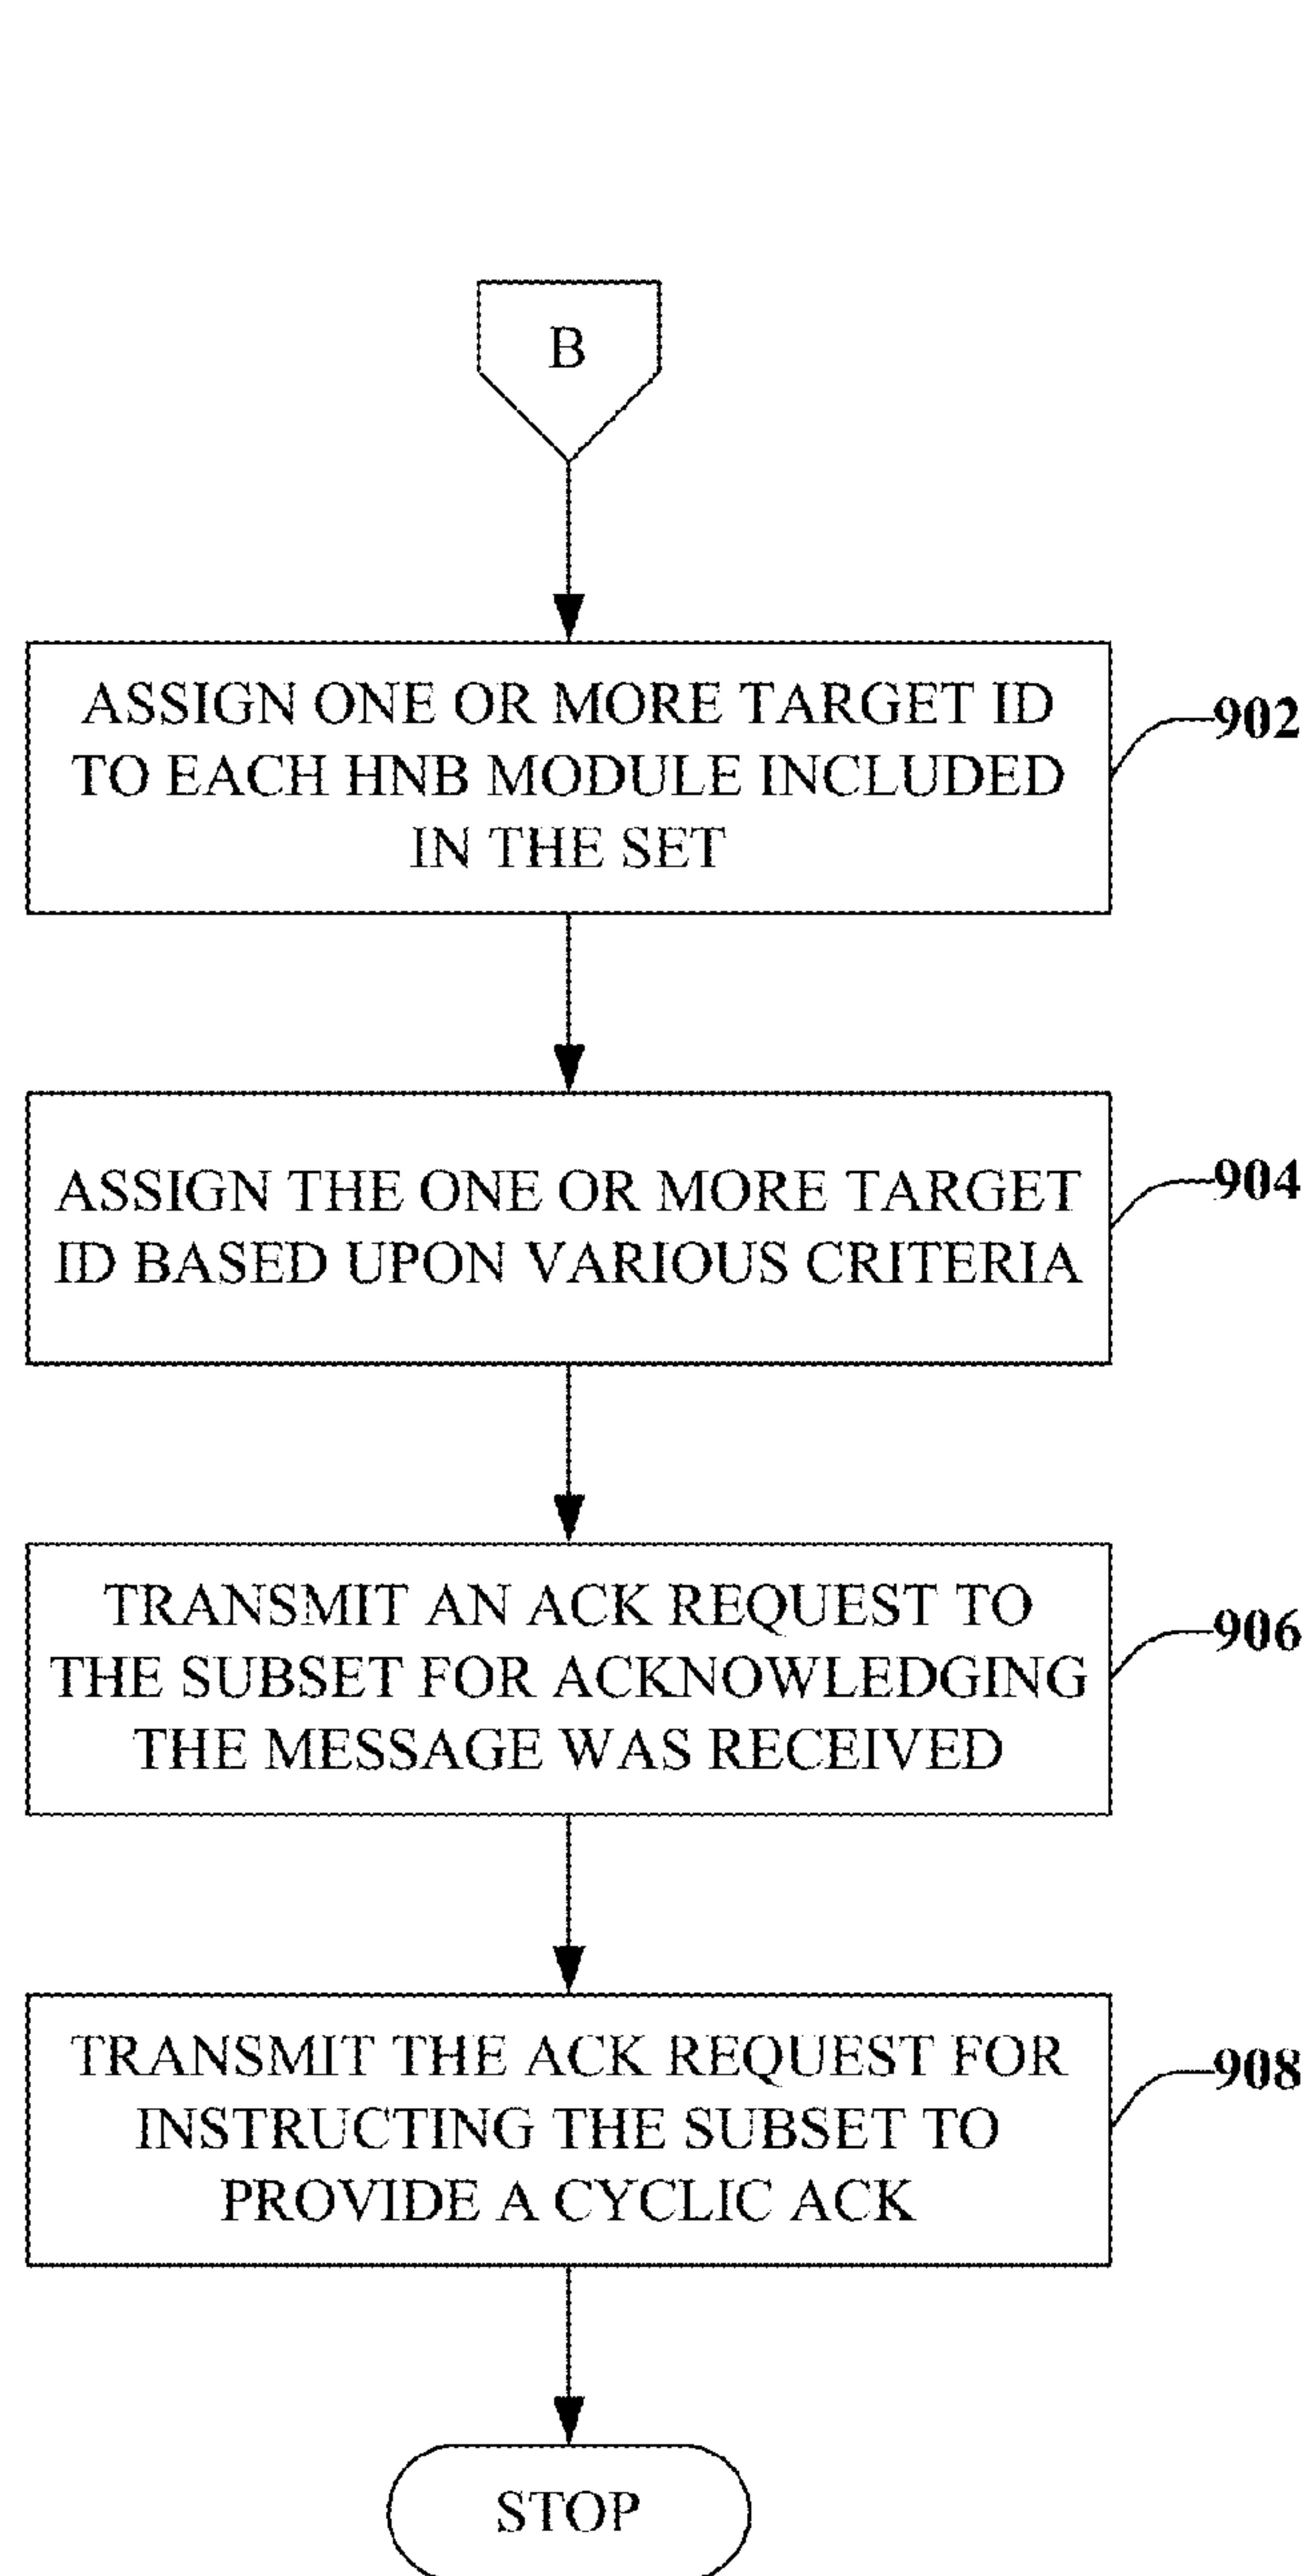 B
ASSIGN ONE OR MORE TARGET ID
TO EACH HNB MODULE INCLUDED
IN THE SET
902
ASSIGN THE ONE OR MORE TARGET
ID BASED UPON VARIOUS CRITERIA
904
TRANSMIT AN ACK REQUEST TO
THE SUBSET FOR ACKNOWLEDGING
THE MESSAGE WAS RECEIVED
906
TRANSMIT THE ACK REQUEST FOR
INSTRUCTING THE SUBSET TO
PROVIDE A CYCLIC ACK
908
STOP